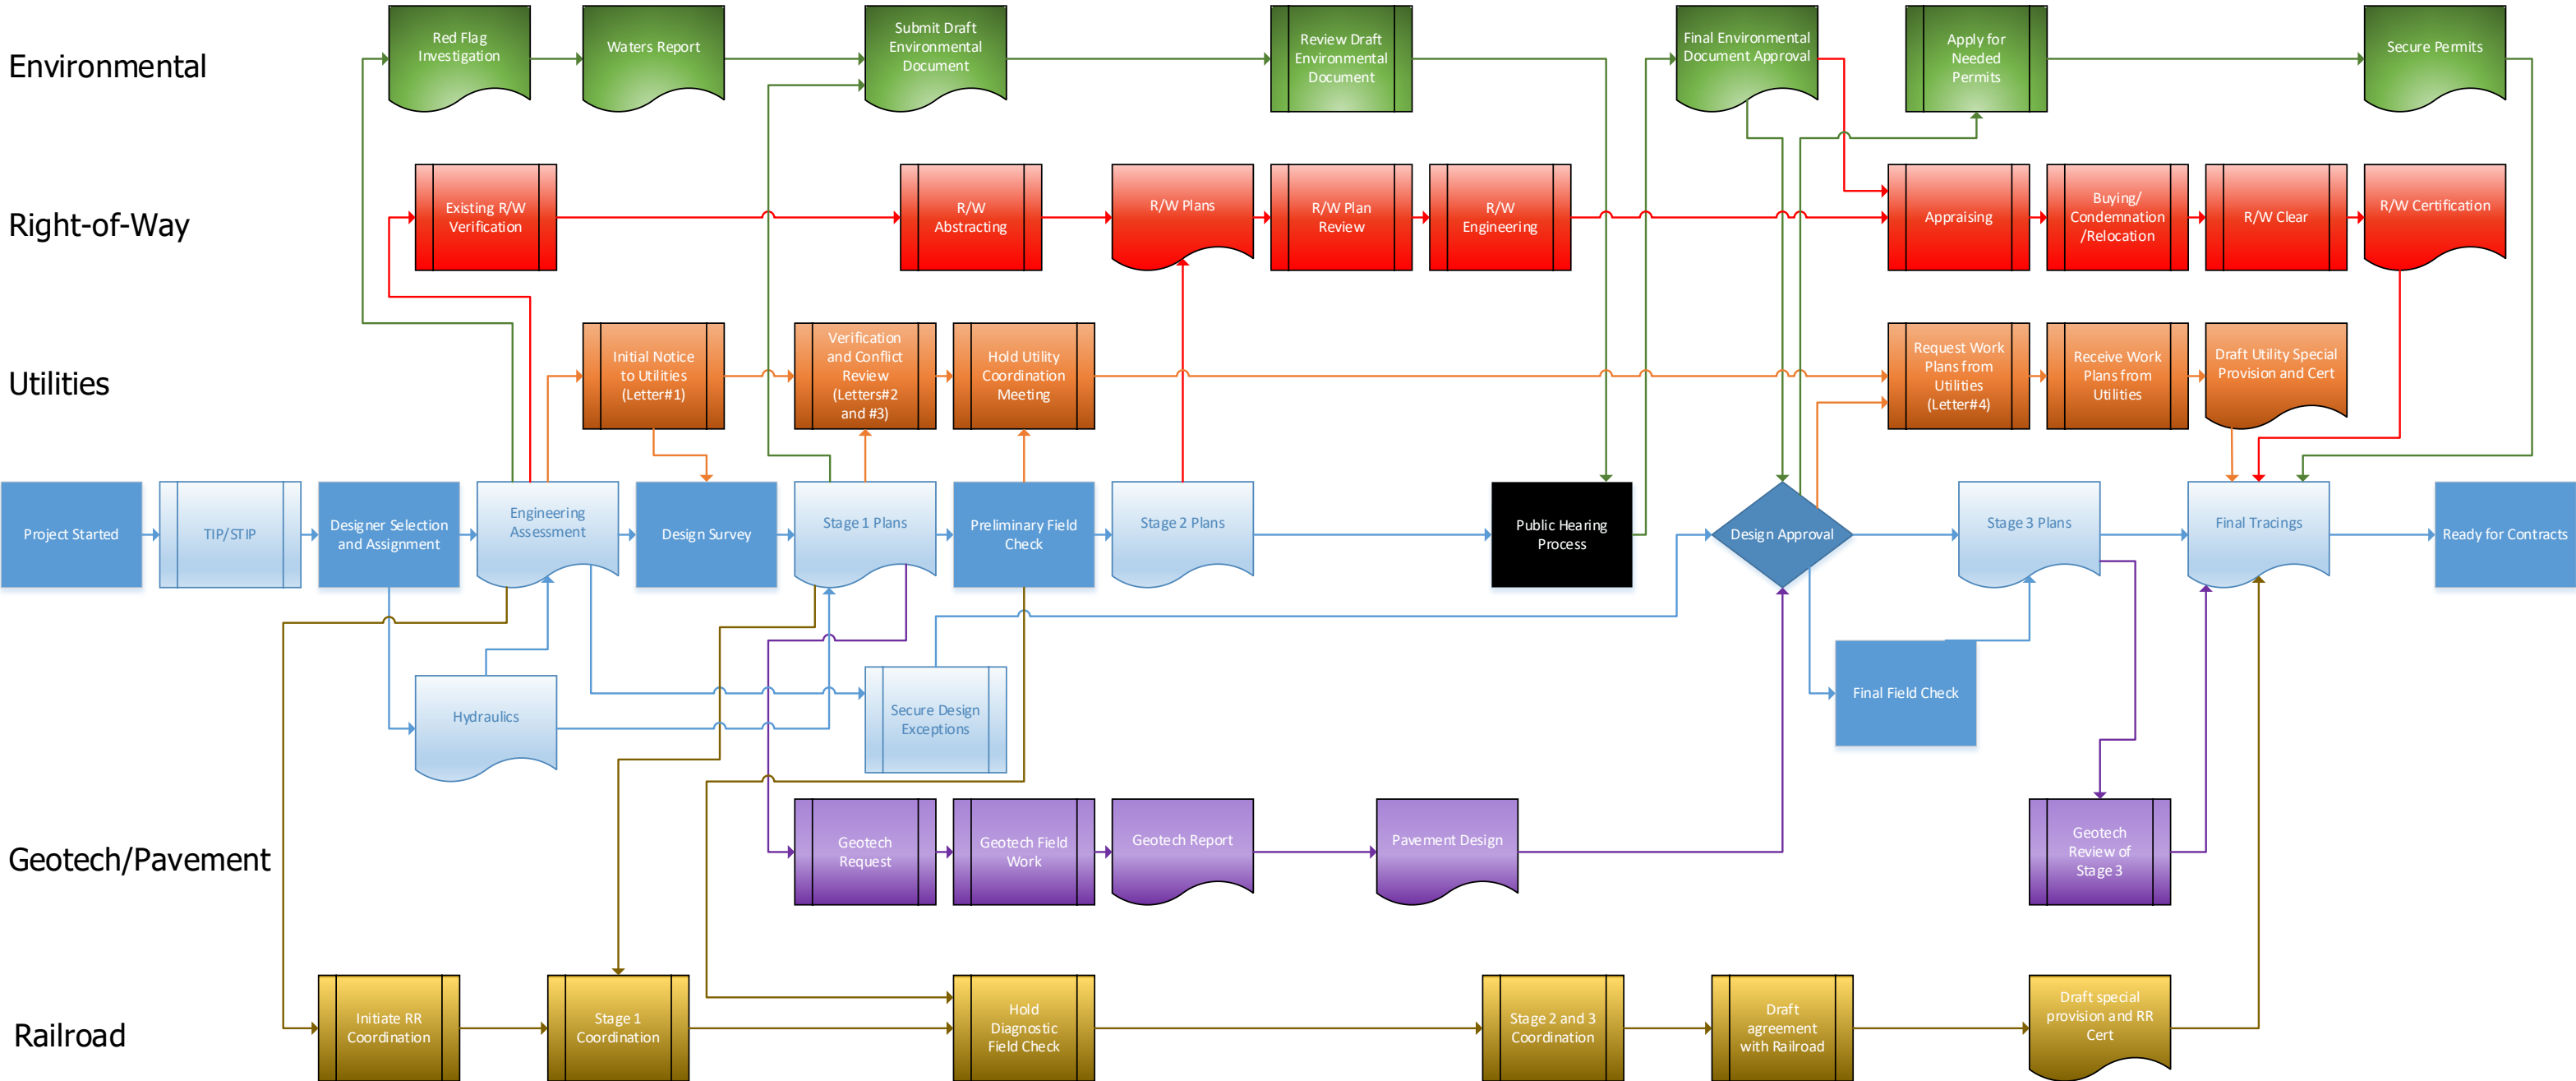 Environmental
Red Flag
Investigation
Waters Report
Submit Draft
Environmental
Document
Review Draft
Environmental
Document
Final Environmental
Document Approval
Apply for
Needed
Permits
Secure Permits
Right-of-Way
Existing R/W
Verification
R/W
Abstracting
R/W Plans
R/W Plan
Review
R/W
Engineering
Appraising
Buying/
Condemnation
/Relocation
R/W Clear
R/W Certification
Utilities
Initial Notice
to Utilities
(Letter#1)
Verification
and Conflict
Review
(Letters#2
and #3)
Hold Utility
Coordination
Meeting
Request Work
Plans from
Utilities
(Letter#4)
Receive Work
Plans from
Utilities
Draft Utility Special
Provision and Cert
Project Started
TIP/STIP
Designer Selection
and Assignment
Engineering
Assessment
Design Survey
Stage 1 Plans
Preliminary Field
Check
Stage 2 Plans
Public Hearing
Process
Design Approval
Stage 3 Plans
Final Tracings
Ready for Contracts
Hydraulics
Secure Design
Exceptions
Final Field Check
Geotech/Pavement
Geotech
Request
Geotech Field
Work
Geotech Report
Pavement Design
Geotech
Review of
Stage 3
Railroad
Initiate RR
Coordination
Stage 1
Coordination
Hold
Diagnostic
Field Check
Stage 2 and 3
Coordination
Draft
agreement
with Railroad
Draft special
provision and RR
Cert